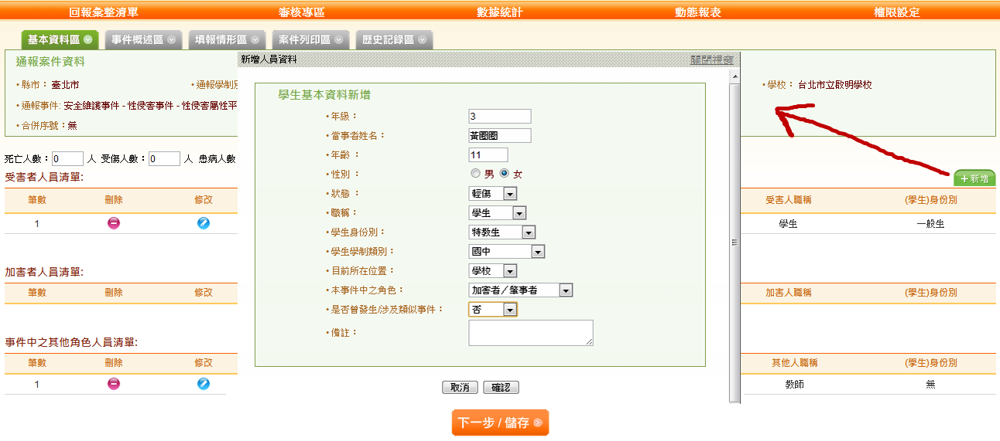 回報彙整清單 審核專區 數據統計 動態報表 權限設定
基本資料區 事件概述區 填報情形區 案件列印區 歷史記錄區
新增人員資料 關閉視窗
通報案件資料
•縣市：臺北市 •通報學制別 •學校：台北市立啟明學校
•通報事件: 安全維護事件 - 性侵害事件 - 性侵害屬性平
•合併序號：無
死亡人數：0 人 受傷人數：0 人 患病人數
受害者人員清單: ＋新增
筆數 刪除 修改 受害人職稱 (學生)身份別
1 學生 一般生
加害者人員清單:
筆數 刪除 修改 加害人職稱 (學生)身份別
事件中之其他角色人員清單:
筆數 刪除 修改 其他人職稱 (學生)身份別
1 教師 無
學生基本資料新增
•年級： 3
•當事者姓名： 黃圈圈
•年齡： 11
•性別： 男 女
•狀態： 輕傷
•職稱： 學生
•學生身份別： 特教生
•學生學制類別： 國中
•目前所在位置： 學校
•本事件中之角色： 加害者／肇事者
•是否曾發生/涉及類似事件： 否
•備註：
取消 確認
下一步 / 儲存